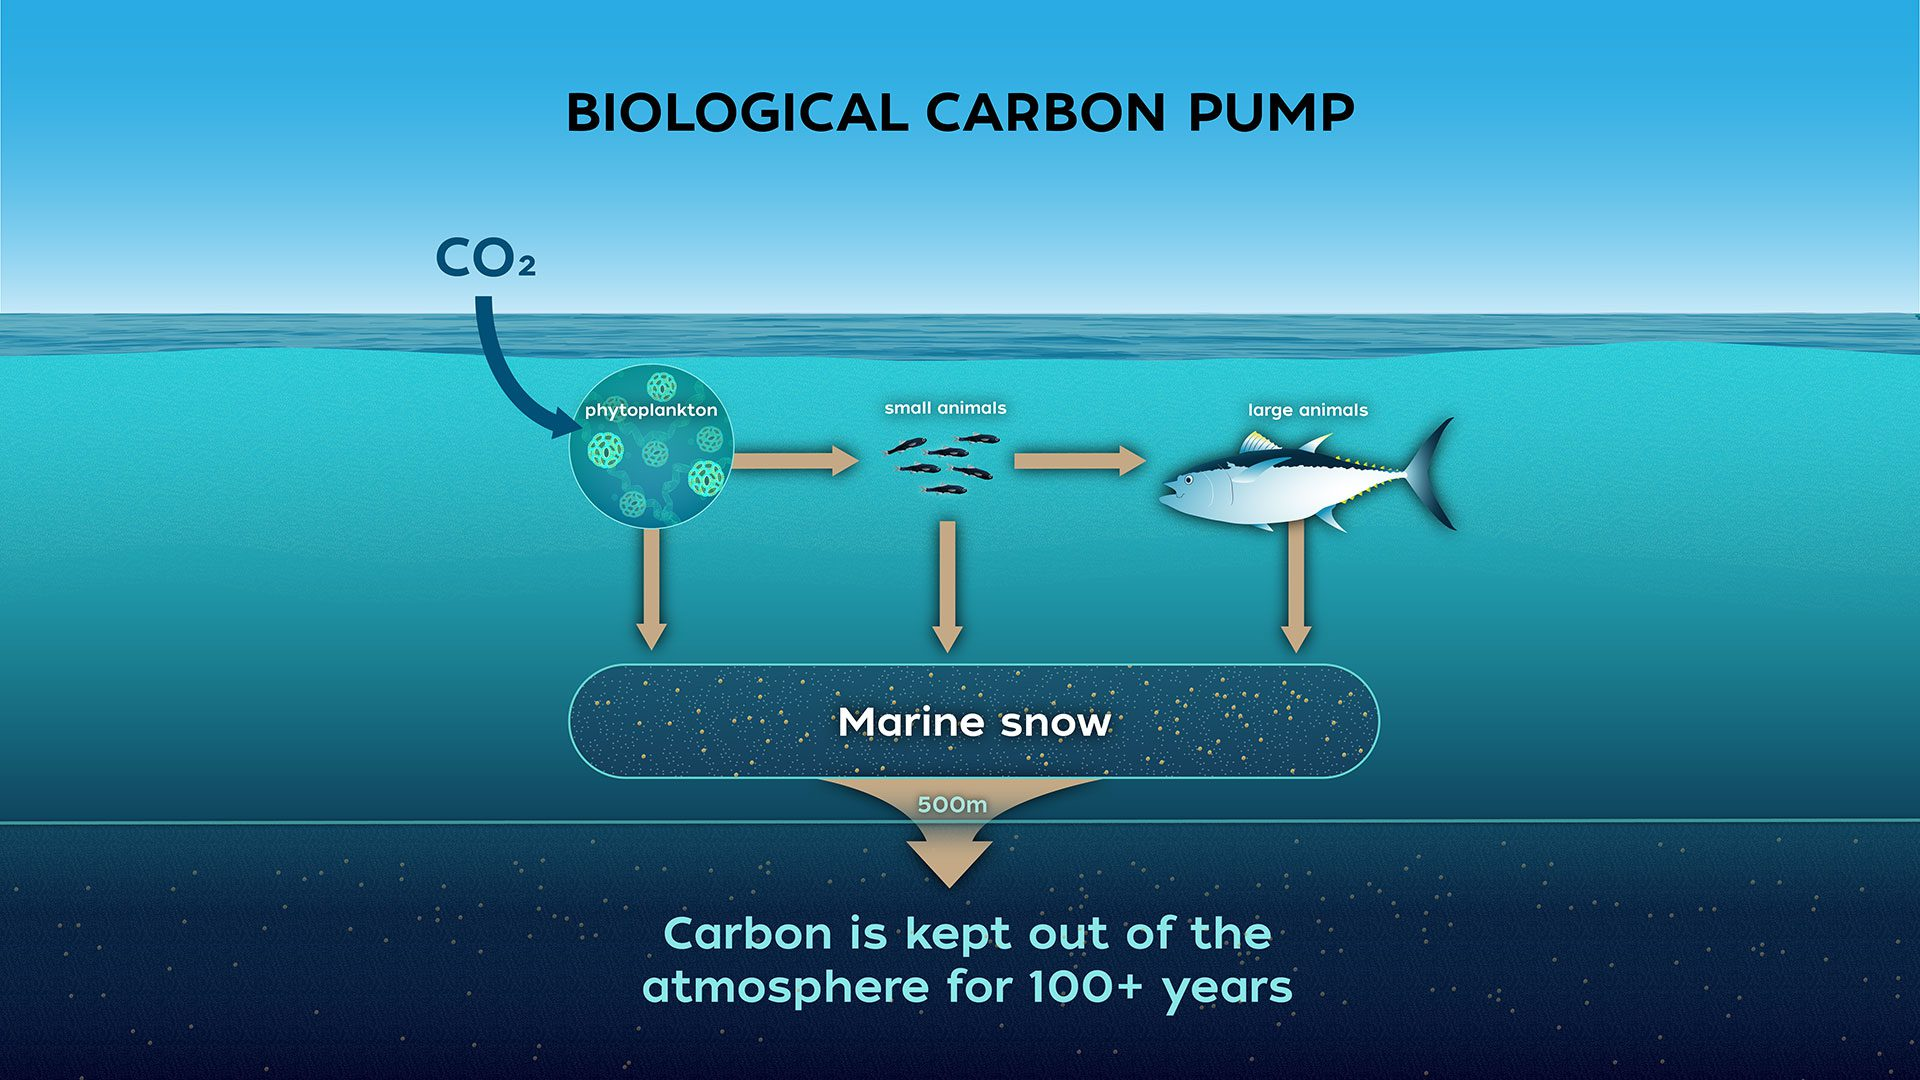 BIOLOGICAL CARBON PUMP
CO₂
phytoplankton
small animals
large animals
Marine snow
500m
Carbon is kept out of the
atmosphere for 100+ years